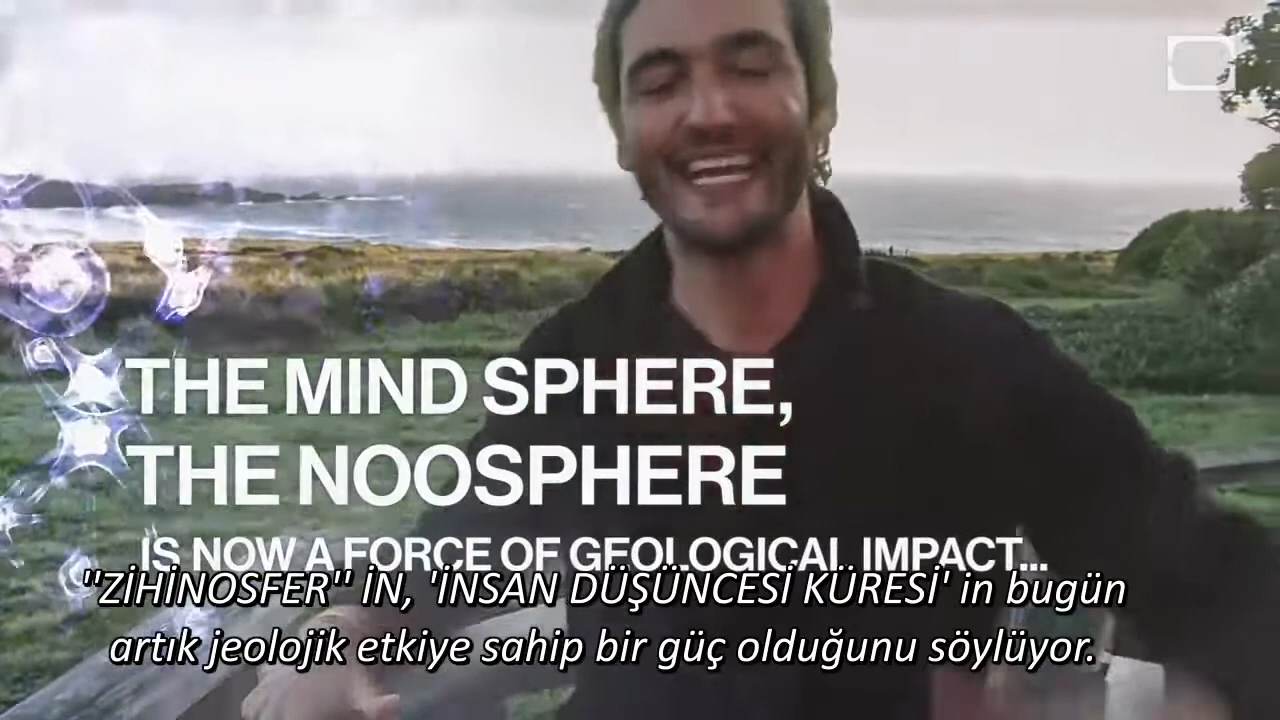 THE MIND SPHERE,
THE NOOSPHERE
IS NOW A FORCE OF GEOLOGICAL IMPACT...
"ZİHİNOSFER" İN, 'İNSAN DÜŞÜNCESİ KÜRESİ' in bugün
artık jeolojik etkiye sahip bir güç olduğunu söylüyor.